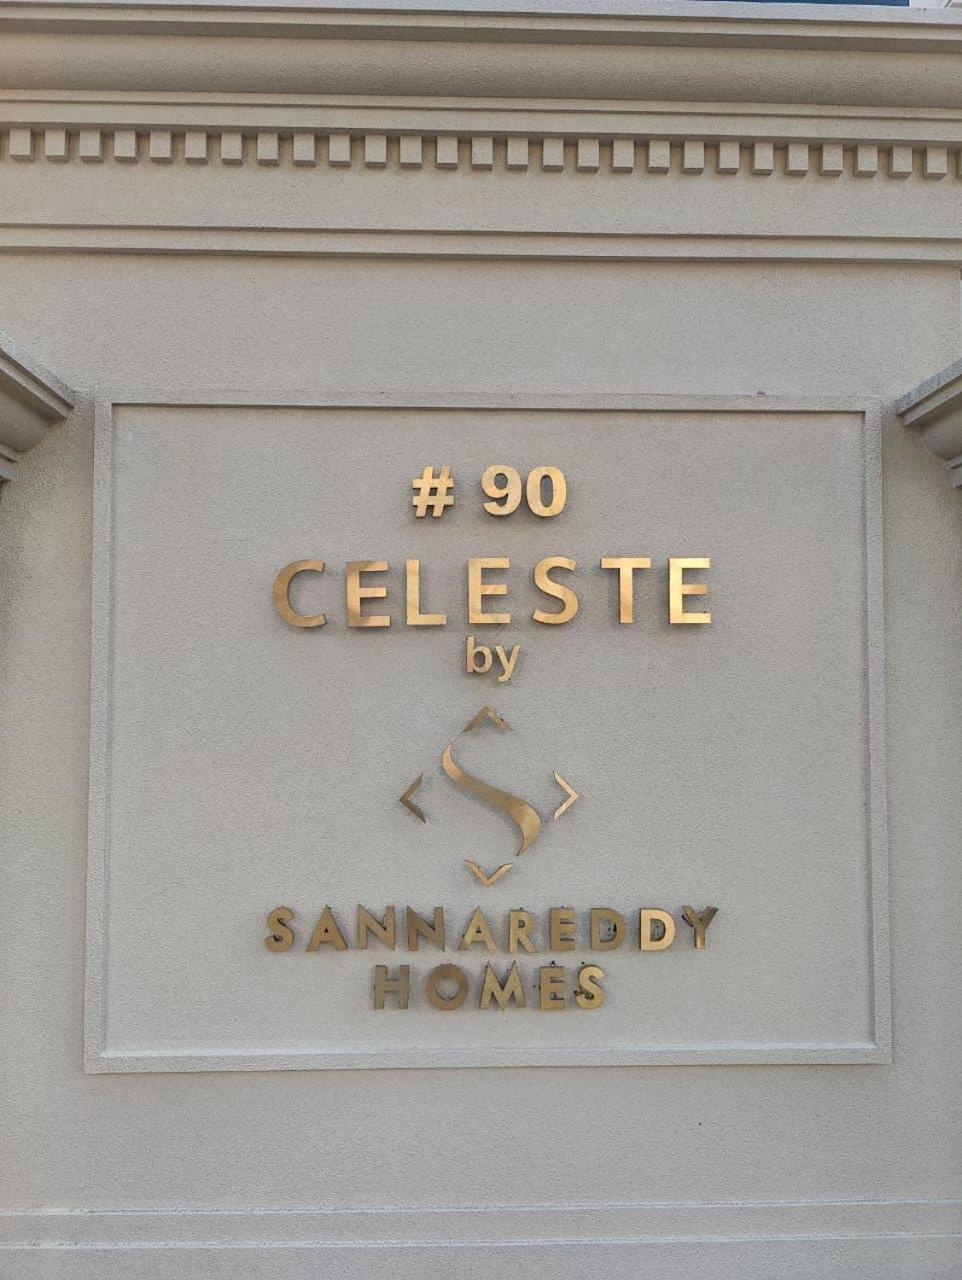 # 90
CELESTE
by
S
SANNAREDDY
HOMES